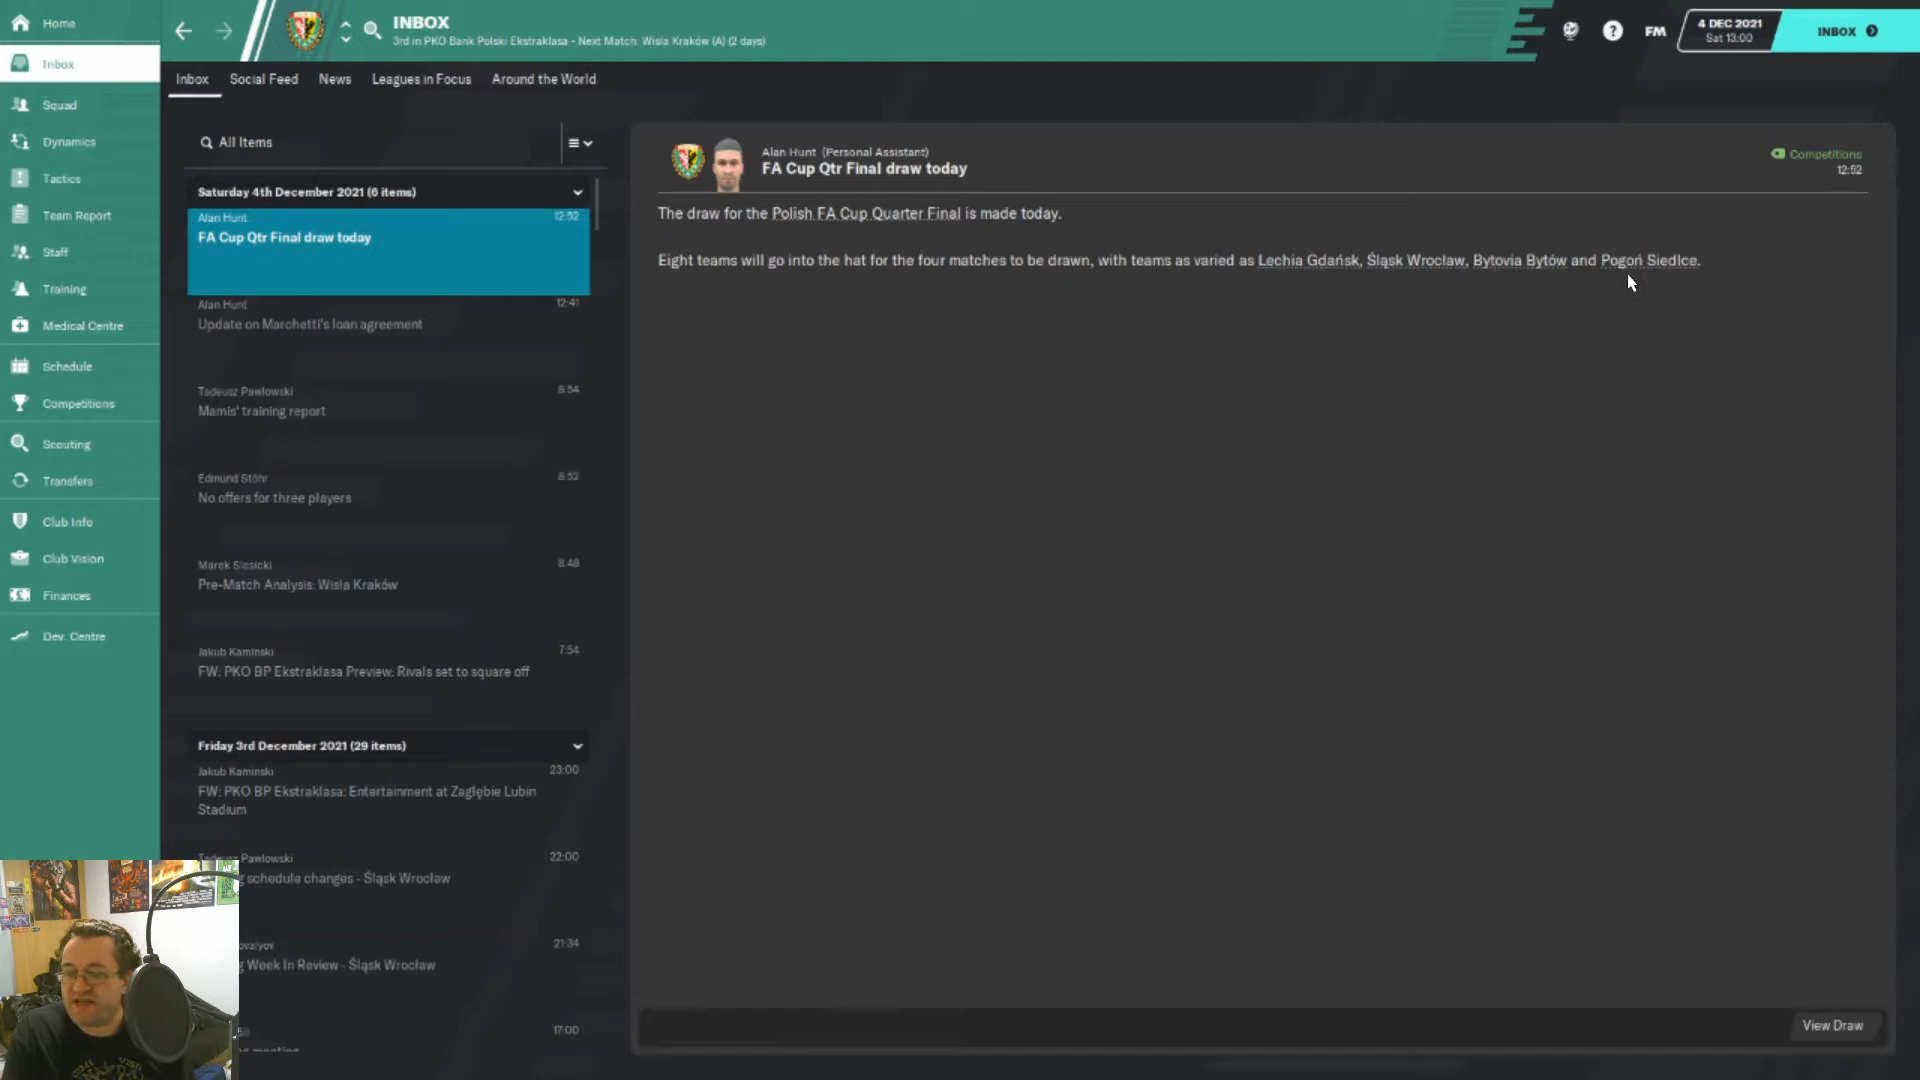 Home
Inbox
Squad
Dynamics
Tactics
Team Report
Staff
Training
Medical Centre
Schedule
Competitions
Scouting
Transfers
Club Info
Club Vision
Finances
Dev. Centre
INBOX
3rd in PKO Bank Polski Ekstraklasa - Next Match: Wisła Kraków (A) (2 days)
FM
4 DEC 2021
Sat 13:00
INBOX
Inbox Social Feed News Leagues in Focus Around the World
All Items
Saturday 4th December 2021 (6 items)
Alan Hunt 12:52
FA Cup Qtr Final draw today
Alan Hunt 12:41
Update on Marchetti's loan agreement
Tadeusz Pawłowski 8:54
Mamis' training report
Edmund Stöhr 8:52
No offers for three players
Marek Siesicki 8:48
Pre-Match Analysis: Wisla Kraków
Jakub Kaminski 7:54
FW: PKO BP Ekstraklasa Preview: Rivals set to square off
Friday 3rd December 2021 (29 items)
Jakub Kaminski 23:00
FW: PKO BP Ekstraklasa: Entertainment at Zagłębie Lubin
Stadium
Tadeusz Pawłowski 22:00
schedule changes - Śląsk Wrocław
21:34
Week In Review - Śląsk Wrocław
17:00
Alan Hunt (Personal Assistant)
FA Cup Qtr Final draw today
Competitions
12:52
The draw for the Polish FA Cup Quarter Final is made today.
Eight teams will go into the hat for the four matches to be drawn, with teams as varied as Lechia Gdańsk, Śląsk Wrocław, Bytovia Bytów and Pogoń Siedlce.
View Draw